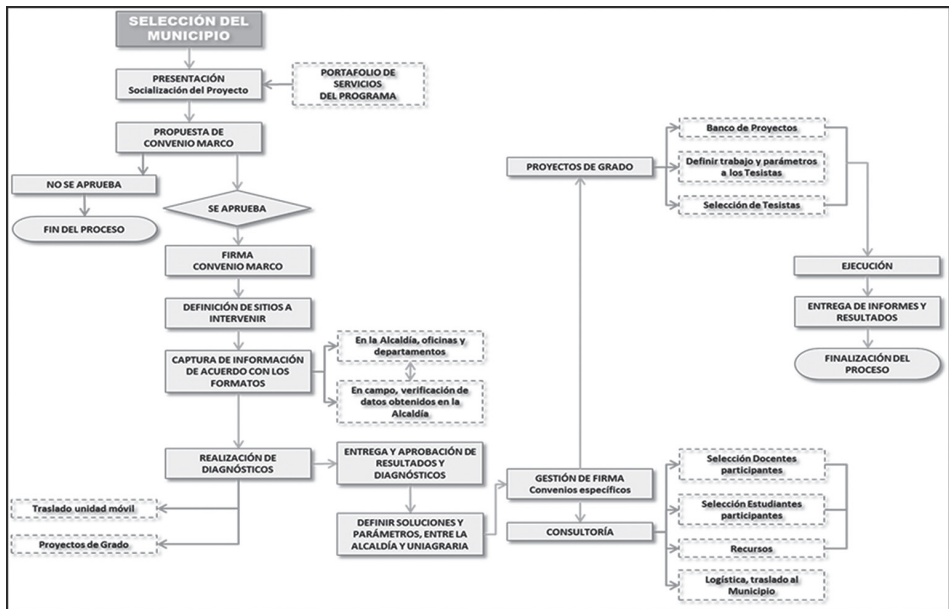 SELECCIÓN DEL
MUNICIPIO
PRESENTACIÓN
Socialización del Proyecto
PORTAFOLIO DE
SERVICIOS
DEL PROGRAMA
PROPUESTA DE
CONVENIO MARCO
NO SE APRUEBA
FIN DEL PROCESO
SE APRUEBA
FIRMA
CONVENIO MARCO
DEFINICIÓN DE SITIOS A
INTERVENIR
CAPTURA DE INFORMACIÓN
DE ACUERDO CON LOS
FORMATOS
En la Alcaldía, oficinas y
departamentos
En campo, verificación de
datos obtenidos en la
Alcaldía
REALIZACIÓN DE
DIAGNÓSTICOS
Traslado unidad móvil
Proyectos de Grado
ENTREGA Y APROBACIÓN DE
RESULTADOS Y
DIAGNÓSTICOS
DEFINIR SOLUCIONES Y
PARÁMETROS, ENTRE LA
ALCALDÍA Y UNIAGRARIA
GESTIÓN DE FIRMA
Convenios específicos
PROYECTOS DE GRADO
Banco de Proyectos
Definir trabajo y parámetros
a los Tesistas
Selección de Tesistas
EJECUCIÓN
ENTREGA DE INFORMES Y
RESULTADOS
FINALIZACIÓN DEL
PROCESO
CONSULTORÍA
Selección Docentes
participantes
Selección Estudiantes
participantes
Recursos
Logística, traslado al
Municipio